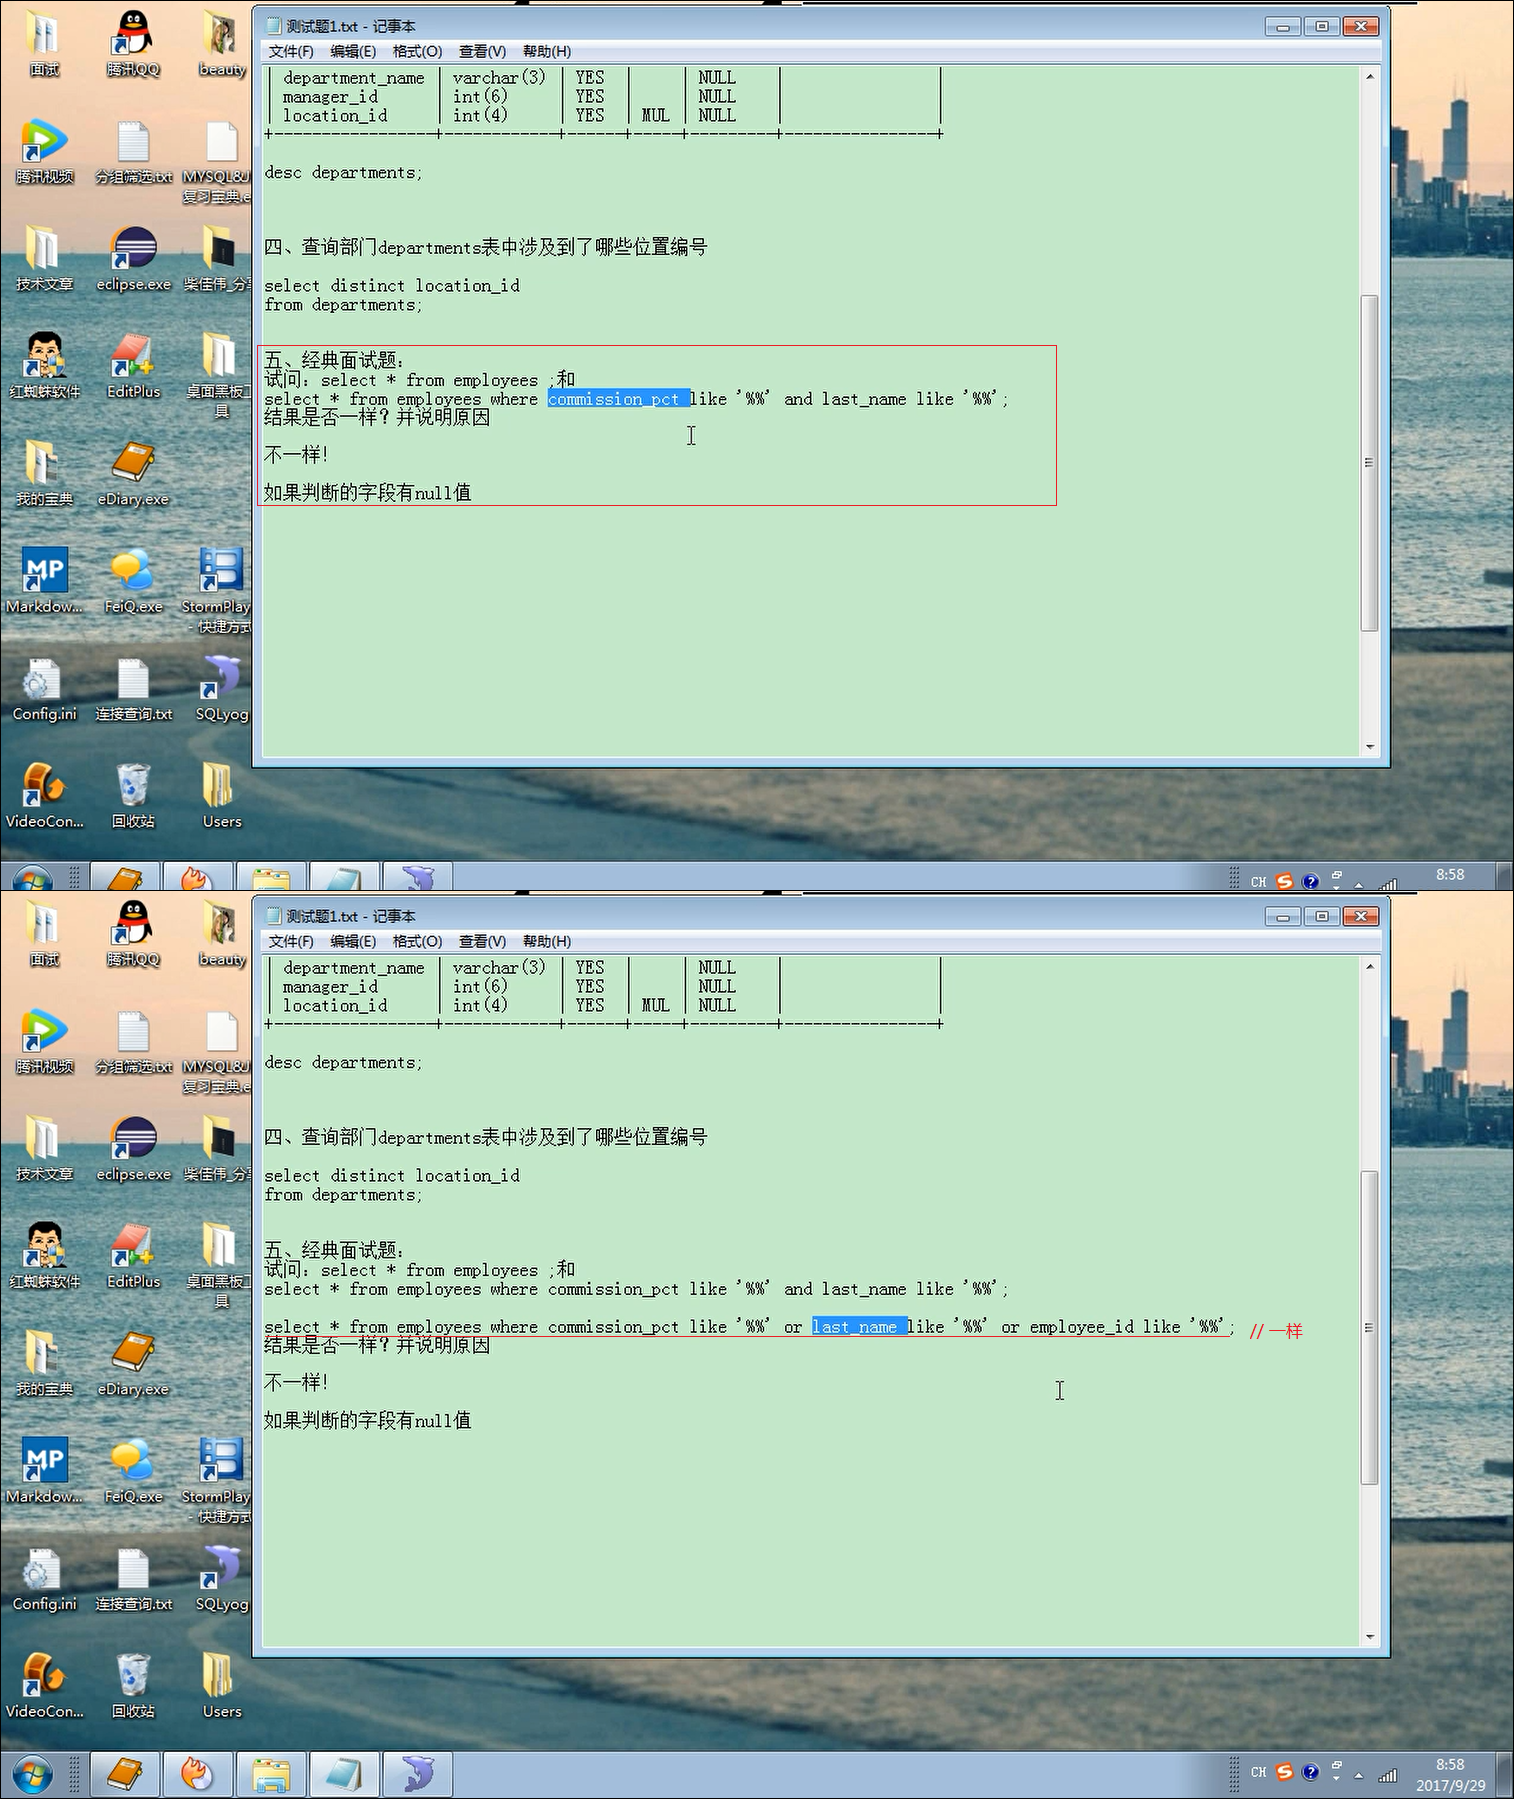 面试
腾讯QQ
beauty
腾讯视频
分组筛选.txt
MYSQL&J
复习宝典.e
技术文章
eclipse.exe
柴佳伟_分享
红蜘蛛软件
EditPlus
桌面黑板工
具
我的宝典
eDiary.exe
Markdow...
FeiQ.exe
StormPlay
- 快捷方式
Config.ini
连接查询.txt
SQLyog
VideoCon...
回收站
Users
测试题1.txt - 记事本
文件(F) 编辑(E) 格式(O) 查看(V) 帮助(H)
| department_name | varchar(3) | YES | | NULL | |
| manager_id | int(6) | YES | | NULL | |
| location_id | int(4) | YES | MUL | NULL | |
desc departments;
四、查询部门departments表中涉及到了哪些位置编号
select distinct location_id
from departments;
五、经典面试题：
试问：select * from employees ;和
select * from employees where commission_pct like '%%' and last_name like '%%';
结果是否一样？并说明原因
不一样！
如果判断的字段有null值
CH
8:58
面试
腾讯QQ
beauty
腾讯视频
分组筛选.txt
MYSQL&J
复习宝典.e
技术文章
eclipse.exe
柴佳伟_分享
红蜘蛛软件
EditPlus
桌面黑板工
具
我的宝典
eDiary.exe
Markdow...
FeiQ.exe
StormPlay
- 快捷方式
Config.ini
连接查询.txt
SQLyog
VideoCon...
回收站
Users
测试题1.txt - 记事本
文件(F) 编辑(E) 格式(O) 查看(V) 帮助(H)
| department_name | varchar(3) | YES | | NULL | |
| manager_id | int(6) | YES | | NULL | |
| location_id | int(4) | YES | MUL | NULL | |
desc departments;
四、查询部门departments表中涉及到了哪些位置编号
select distinct location_id
from departments;
五、经典面试题：
试问：select * from employees ;和
select * from employees where commission_pct like '%%' and last_name like '%%';
select * from employees where commission_pct like '%%' or last_name like '%%' or employee_id like '%%'; // 一样
结果是否一样？并说明原因
不一样！
如果判断的字段有null值
CH
8:58
2017/9/29